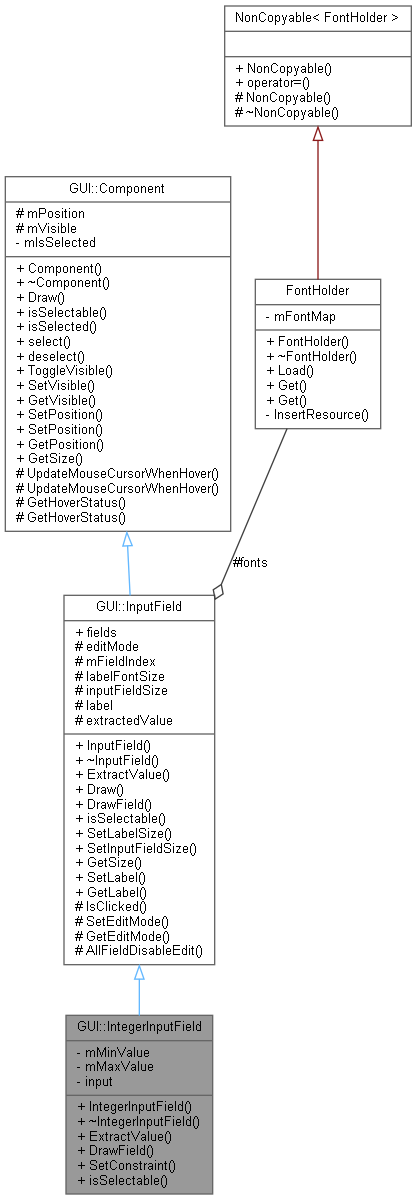 NonCopyable< FontHolder >
+ NonCopyable()
+ operator=()
# NonCopyable()
# ~NonCopyable()
GUI::Component
# mPosition
# mVisible
- mIsSelected
+ Component()
+ ~Component()
+ Draw()
+ isSelectable()
+ isSelected()
+ select()
+ deselect()
+ ToggleVisible()
+ SetVisible()
+ GetVisible()
+ SetPosition()
+ SetPosition()
+ GetPosition()
+ GetSize()
# UpdateMouseCursorWhenHover()
# UpdateMouseCursorWhenHover()
# GetHoverStatus()
# GetHoverStatus()
FontHolder
- mFontMap
+ FontHolder()
+ ~FontHolder()
+ Load()
+ Get()
+ Get()
- InsertResource()
#fonts
GUI::InputField
+ fields
# editMode
# mFieldIndex
# labelFontSize
# inputFieldSize
# label
# extractedValue
+ InputField()
+ ~InputField()
+ ExtractValue()
+ Draw()
+ DrawField()
+ isSelectable()
+ SetLabelSize()
+ SetInputFieldSize()
+ GetSize()
+ SetLabel()
+ GetLabel()
# IsClicked()
# SetEditMode()
# GetEditMode()
# AllFieldDisableEdit()
GUI::IntegerInputField
- mMinValue
- mMaxValue
- input
+ IntegerInputField()
+ ~IntegerInputField()
+ ExtractValue()
+ DrawField()
+ SetConstraint()
+ isSelectable()